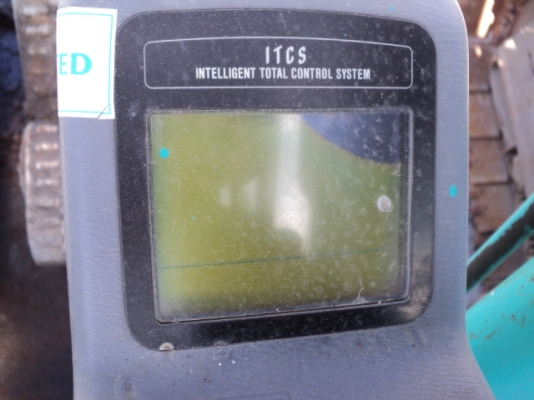 ED
ITCS
INTELLIGENT TOTAL CONTROL SYSTEM